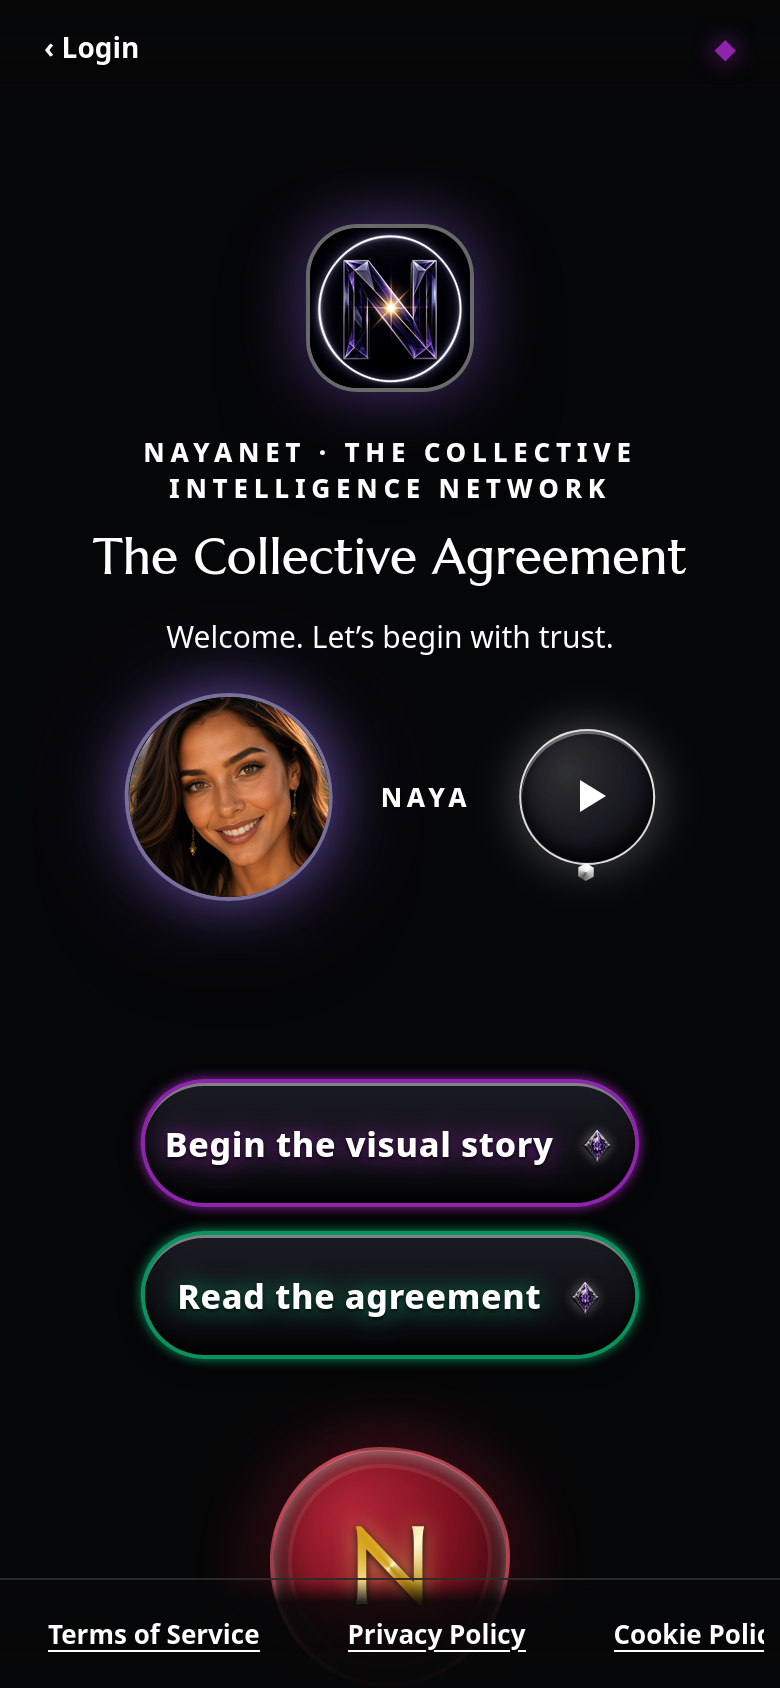 ‹ Login
N
NAYANET · THE COLLECTIVE
INTELLIGENCE NETWORK
The Collective Agreement
Welcome. Let’s begin with trust.
NAYA
Begin the visual story
Read the agreement
N
Terms of Service
Privacy Policy
Cookie